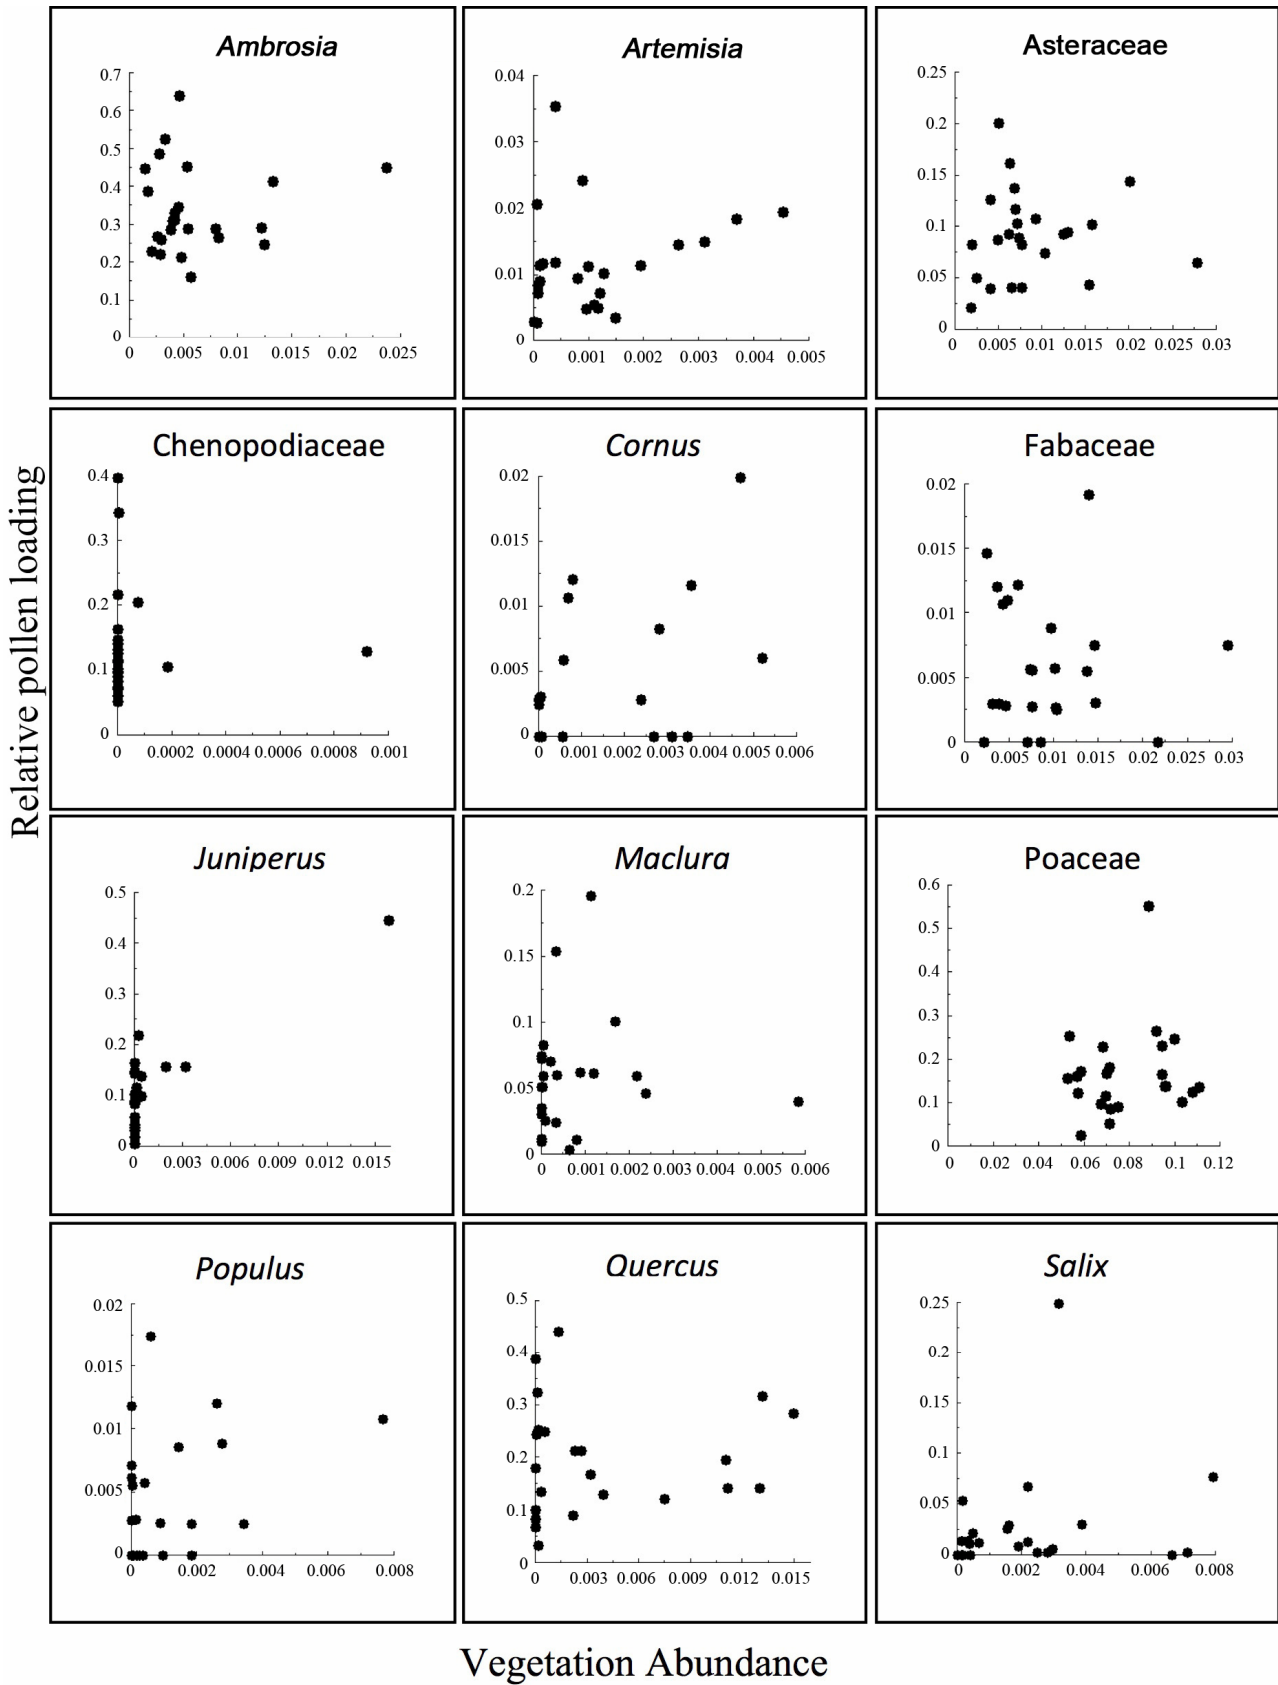 Relative pollen loading
Ambrosia
0.7
0.6
0.5
0.4
0.3
0.2
0.1
0
0 0.005 0.01 0.015 0.02 0.025
Artemisia
0.04
0.03
0.02
0.01
0
0 0.001 0.002 0.003 0.004 0.005
Asteraceae
0.25
0.2
0.15
0.1
0.05
0
0 0.005 0.01 0.015 0.02 0.025 0.03
Chenopodiaceae
0.4
0.3
0.2
0.1
0
0 0.0002 0.0004 0.0006 0.0008 0.001
Cornus
0.02
0.015
0.01
0.005
0
0 0.001 0.002 0.003 0.004 0.005 0.006
Fabaceae
0.02
0.015
0.01
0.005
0
0 0.005 0.01 0.015 0.02 0.025 0.03
Juniperus
0.5
0.4
0.3
0.2
0.1
0
0 0.003 0.006 0.009 0.012 0.015
Maclura
0.2
0.15
0.1
0.05
0
0 0.001 0.002 0.003 0.004 0.005 0.006
Poaceae
0.6
0.5
0.4
0.3
0.2
0.1
0
0 0.02 0.04 0.06 0.08 0.1 0.12
Populus
0.02
0.015
0.01
0.005
0
0 0.002 0.004 0.006 0.008
Quercus
0.5
0.4
0.3
0.2
0.1
0
0 0.003 0.006 0.009 0.012 0.015
Salix
0.25
0.2
0.15
0.1
0.05
0
0 0.002 0.004 0.006 0.008
Vegetation Abundance